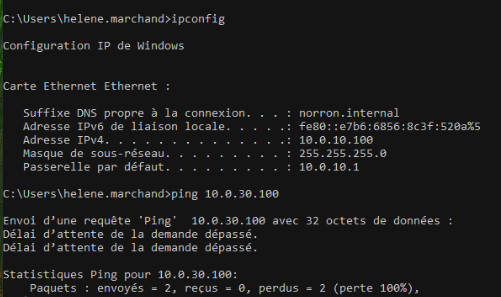 C:\Users\helene.marchand>ipconfig
Configuration IP de Windows
Carte Ethernet Ethernet :
Suffixe DNS propre à la connexion. . . : norron.internal
Adresse IPv6 de liaison locale. . . . .: fe80::e7b6:6856:8c3f:520a%5
Adresse IPv4. . . . . . . . . . . . . .: 10.0.10.100
Masque de sous-réseau. . . . . . . . . : 255.255.255.0
Passerelle par défaut. . . . . . . . . : 10.0.10.1
C:\Users\helene.marchand>ping 10.0.30.100
Envoi d’une requête 'Ping'  10.0.30.100 avec 32 octets de données :
Délai d’attente de la demande dépassé.
Délai d’attente de la demande dépassé.
Statistiques Ping pour 10.0.30.100:
Paquets : envoyés = 2, reçus = 0, perdus = 2 (perte 100%),